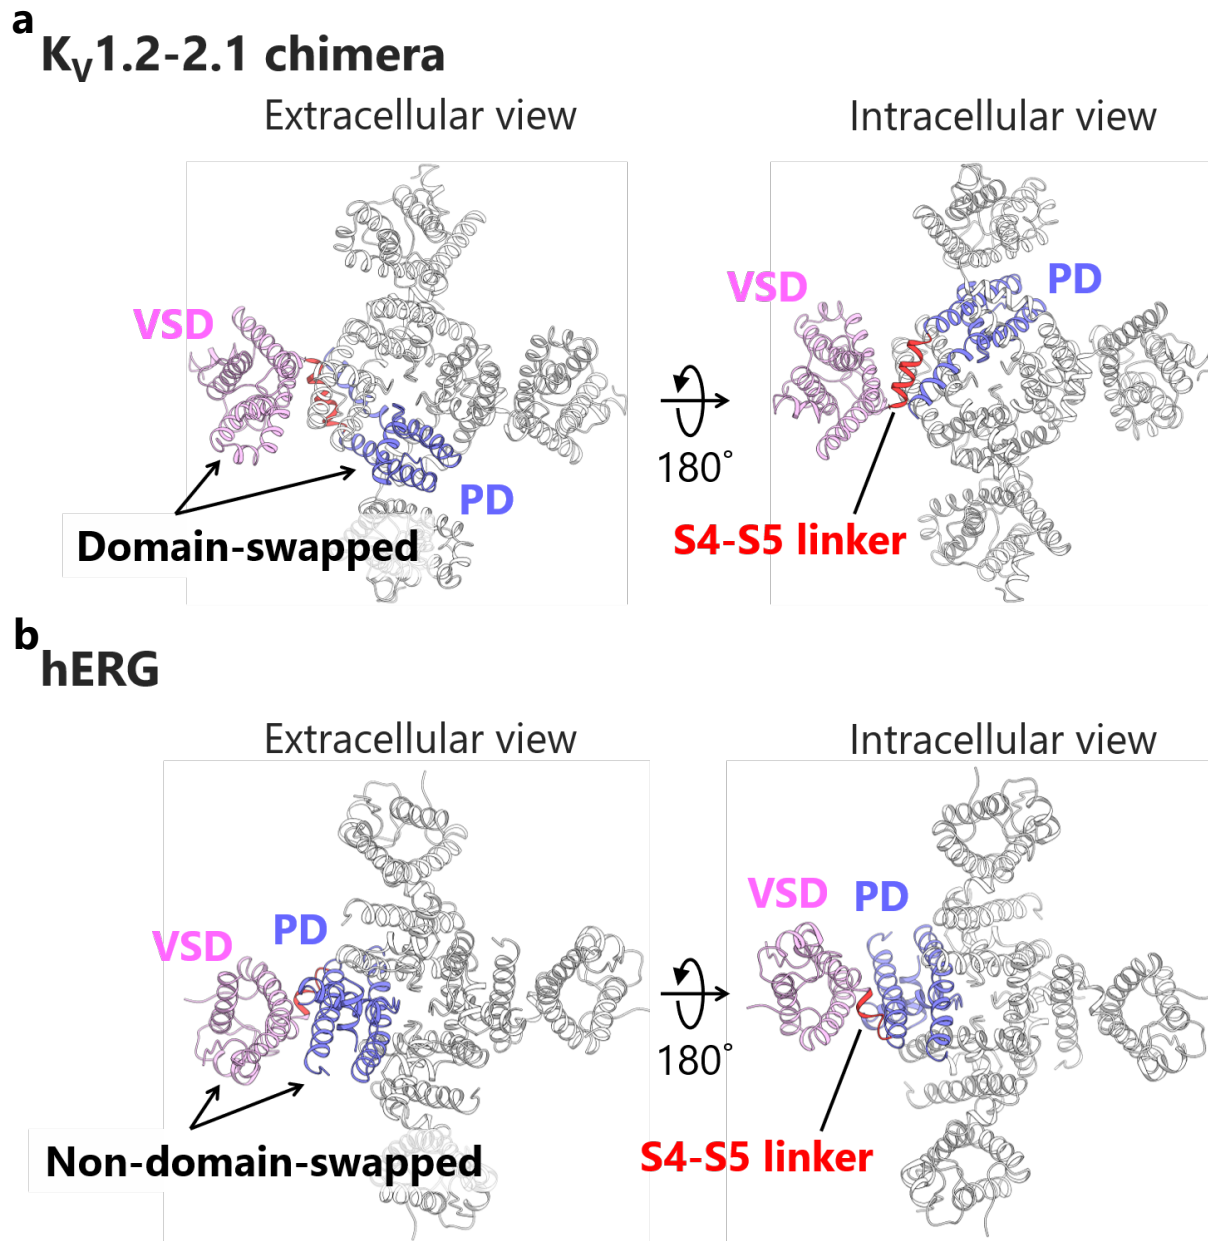 a
Kv1.2-2.1 chimera
Extracellular view
Intracellular view
VSD
PD
Domain-swapped
VSD
PD
180°
S4-S5 linker
b
hERG
Extracellular view
Intracellular view
VSD
PD
Non-domain-swapped
VSD
PD
180°
S4-S5 linker